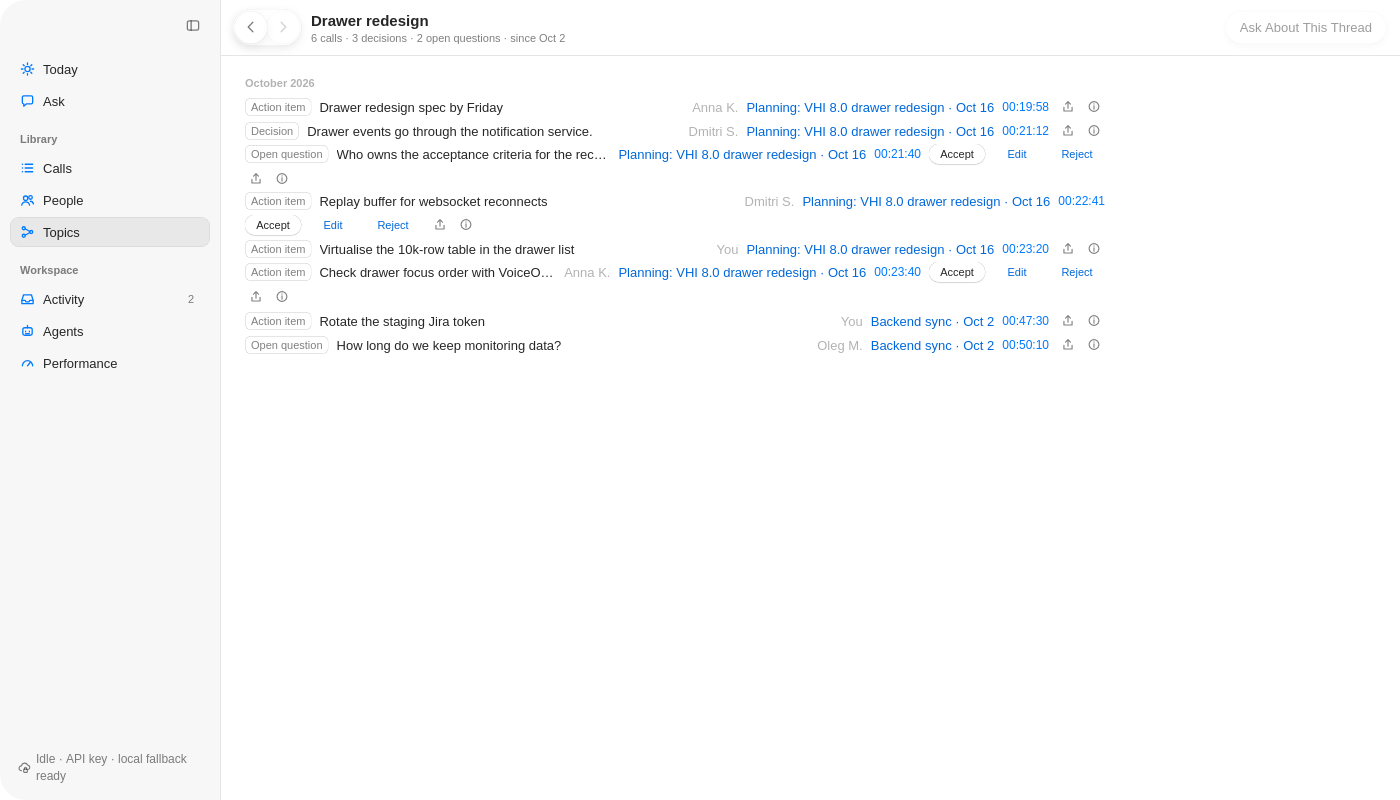 Drawer redesign
6 calls · 3 decisions · 2 open questions · since Oct 2
Ask About This Thread
Today
Ask
Library
Calls
People
Topics
Workspace
Activity 2
Agents
Performance
Idle · API key · local fallback
ready
October 2026
Action item Drawer redesign spec by Friday Anna K. Planning: VHI 8.0 drawer redesign · Oct 16 00:19:58
Decision Drawer events go through the notification service. Dmitri S. Planning: VHI 8.0 drawer redesign · Oct 16 00:21:12
Open question Who owns the acceptance criteria for the rec… Planning: VHI 8.0 drawer redesign · Oct 16 00:21:40 Accept Edit Reject
Action item Replay buffer for websocket reconnects Dmitri S. Planning: VHI 8.0 drawer redesign · Oct 16 00:22:41
Accept Edit Reject
Action item Virtualise the 10k-row table in the drawer list You Planning: VHI 8.0 drawer redesign · Oct 16 00:23:20
Action item Check drawer focus order with VoiceO… Anna K. Planning: VHI 8.0 drawer redesign · Oct 16 00:23:40 Accept Edit Reject
Action item Rotate the staging Jira token You Backend sync · Oct 2 00:47:30
Open question How long do we keep monitoring data? Oleg M. Backend sync · Oct 2 00:50:10